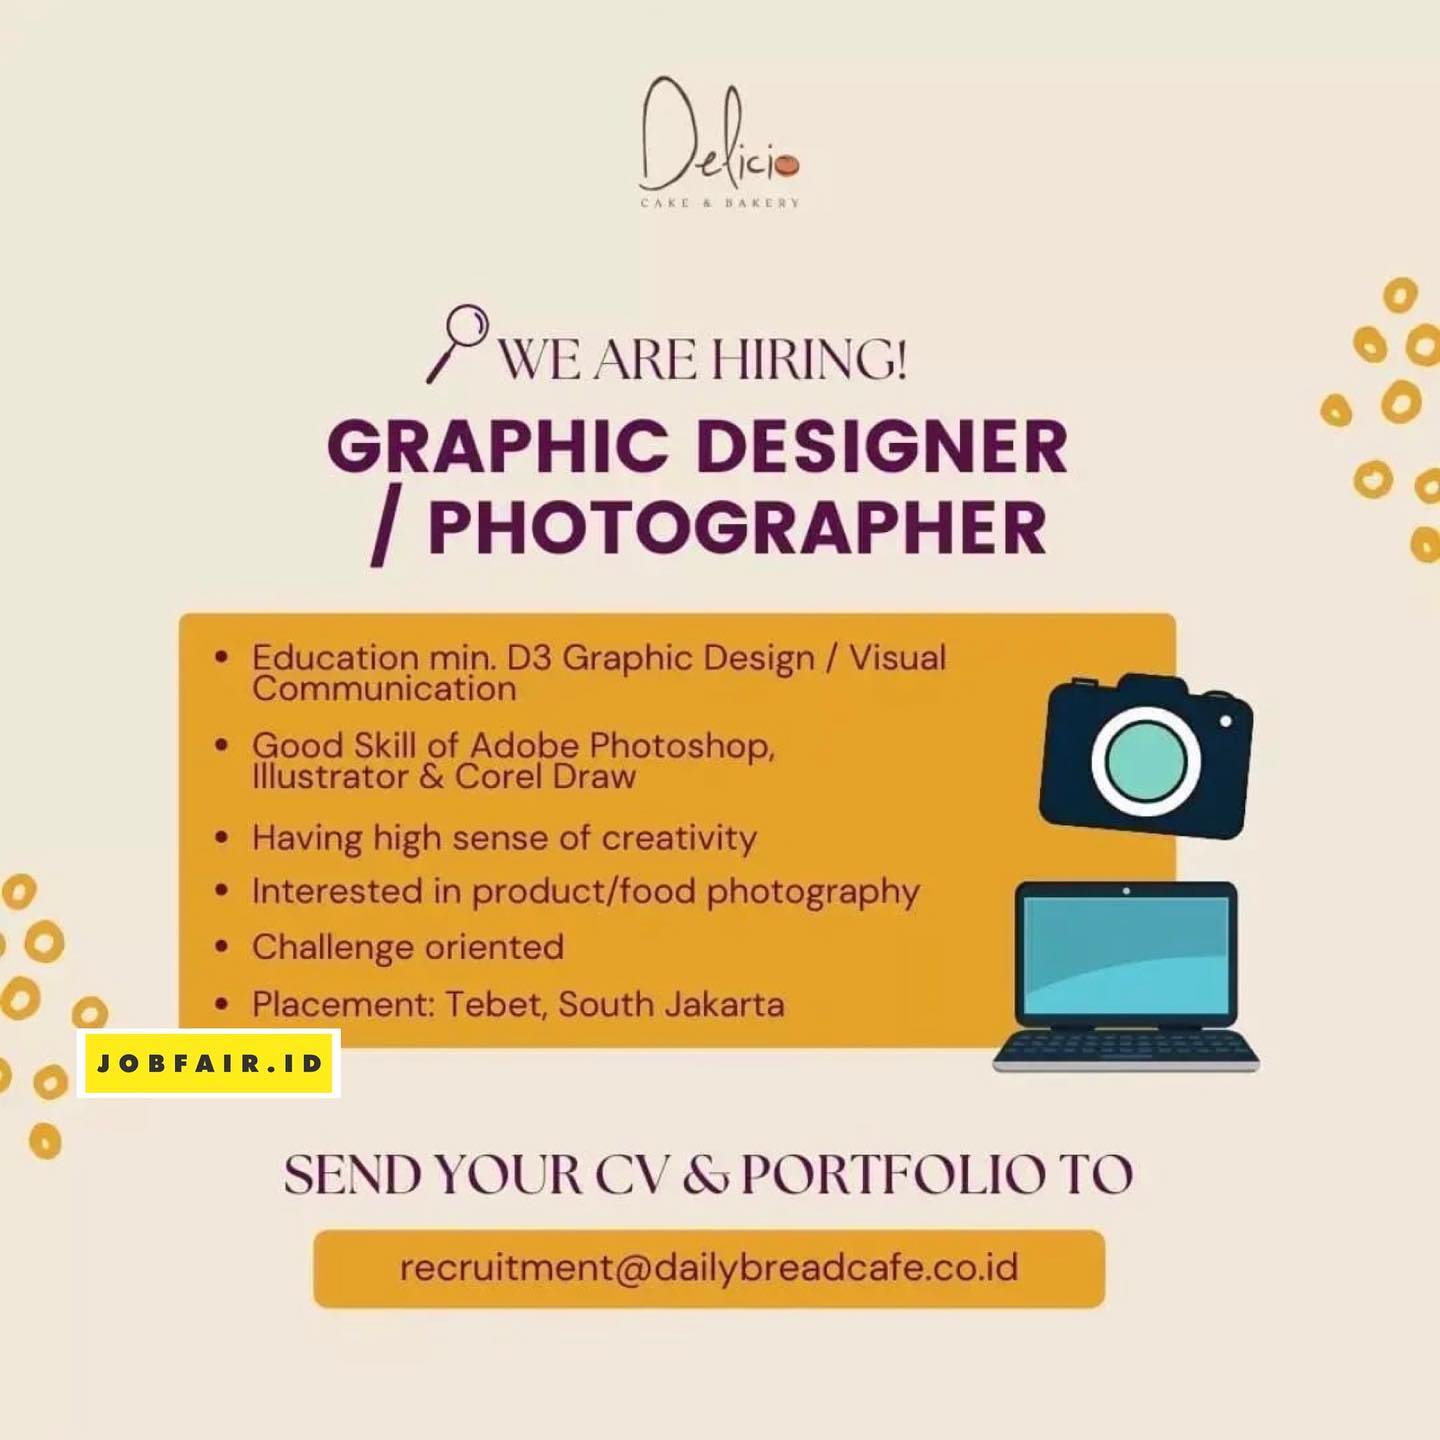 Delicio
CAKE & BAKERY
WE ARE HIRING!
GRAPHIC DESIGNER
/ PHOTOGRAPHER
• Education min. D3 Graphic Design / Visual
Communication
• Good Skill of Adobe Photoshop,
Illustrator & Corel Draw
• Having high sense of creativity
• Interested in product/food photography
• Challenge oriented
• Placement: Tebet, South Jakarta
JOBFAIR.ID
SEND YOUR CV & PORTFOLIO TO
recruitment@dailybreadcafe.co.id